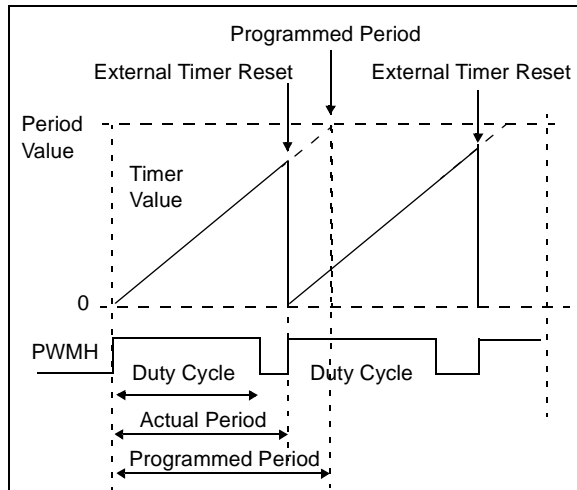 Programmed Period
External Timer Reset
External Timer Reset
Period
Value
Timer
Value
0
PWMH
Duty Cycle
Duty Cycle
Actual Period
Programmed Period